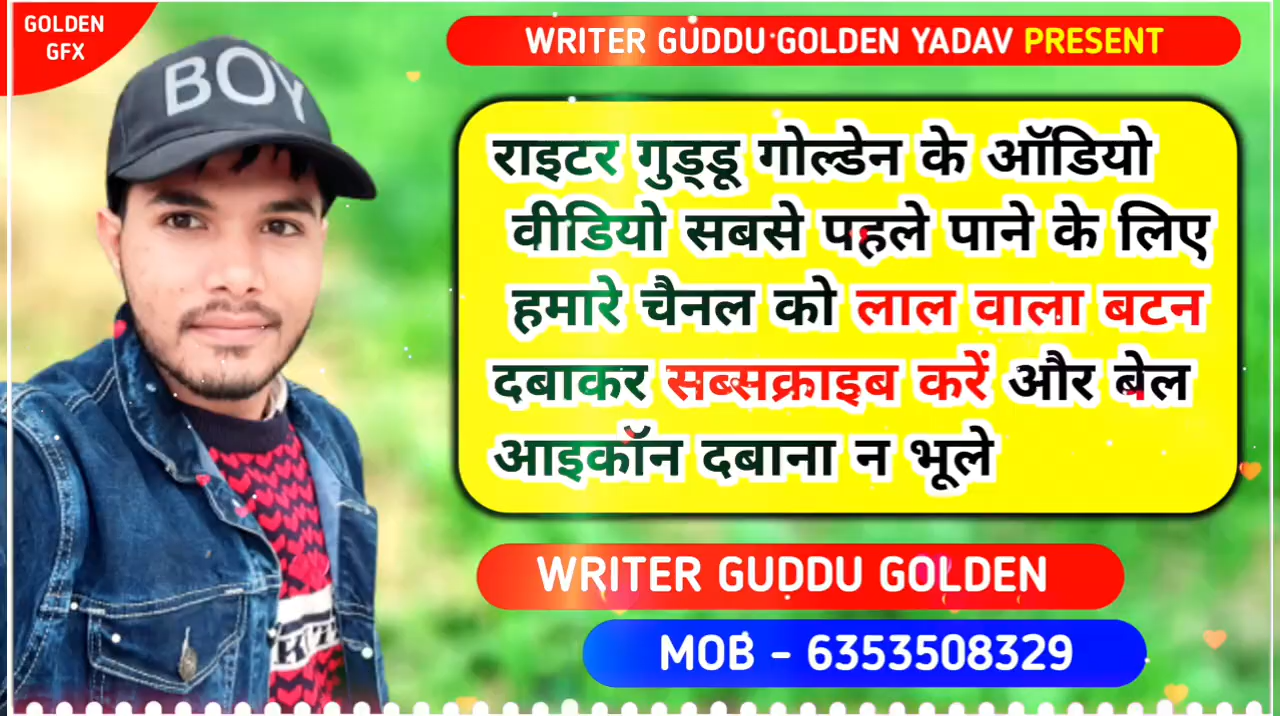 GOLDEN
GFX
BOY
WRITER GUDDU GOLDEN YADAV PRESENT
राइटर गुड्डू गोल्डेन के ऑडियो
वीडियो सबसे पहले पाने के लिए
हमारे चैनल को लाल वाला बटन
दबाकर सब्सक्राइब करें और बेल
आइकॉन दबाना न भूले
WRITER GUDDU GOLDEN
MOB - 6353508329